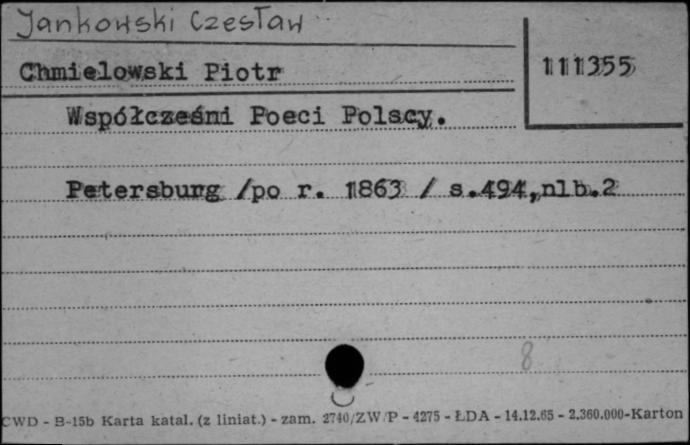 Jankowski Czesław
Chmielowski Piotr
111355
Współcześni Poeci Polscy.
Petersburg /po r. 1863 / s.494,nlb.2
8
CWD - B-15b Karta katal. (z liniat.) - zam. 2740/ZW/P - 4275 - ŁDA - 14.12.65 - 2.360.000-Karton